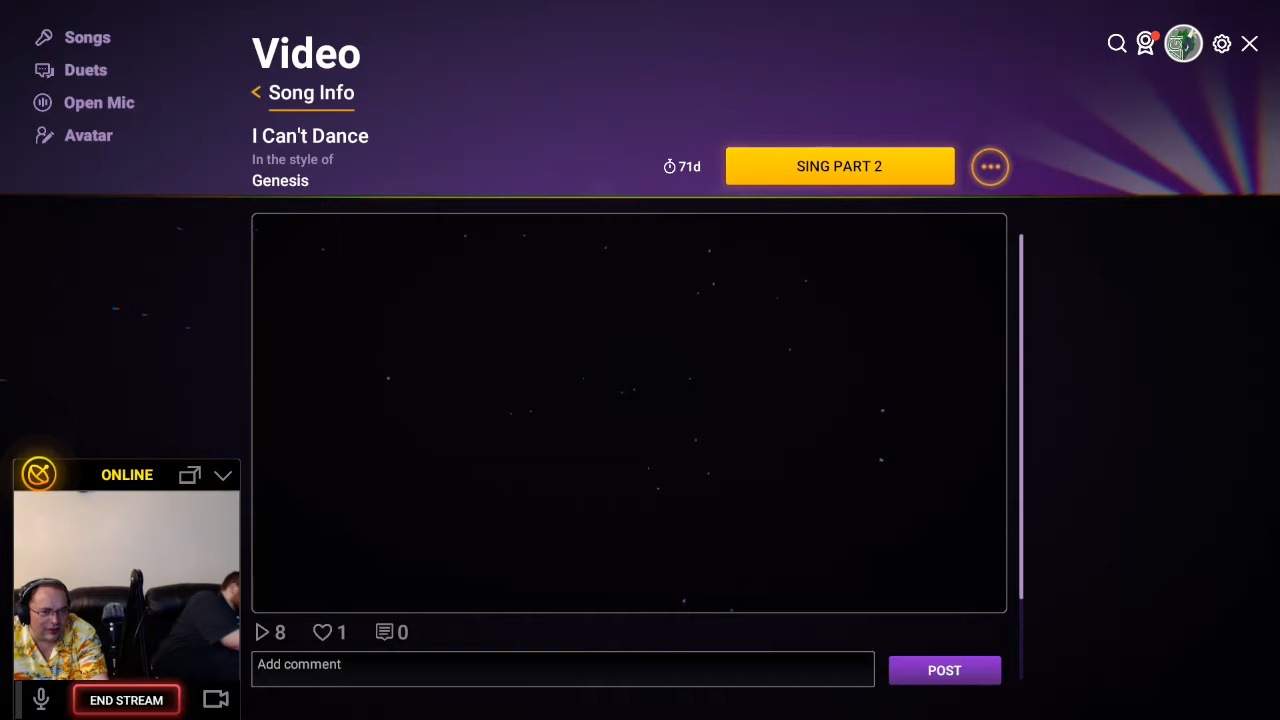 Songs
Duets
Open Mic
Avatar
Video
< Song Info
I Can't Dance
In the style of
Genesis
71d
SING PART 2
ONLINE
END STREAM
8
1
0
Add comment
POST